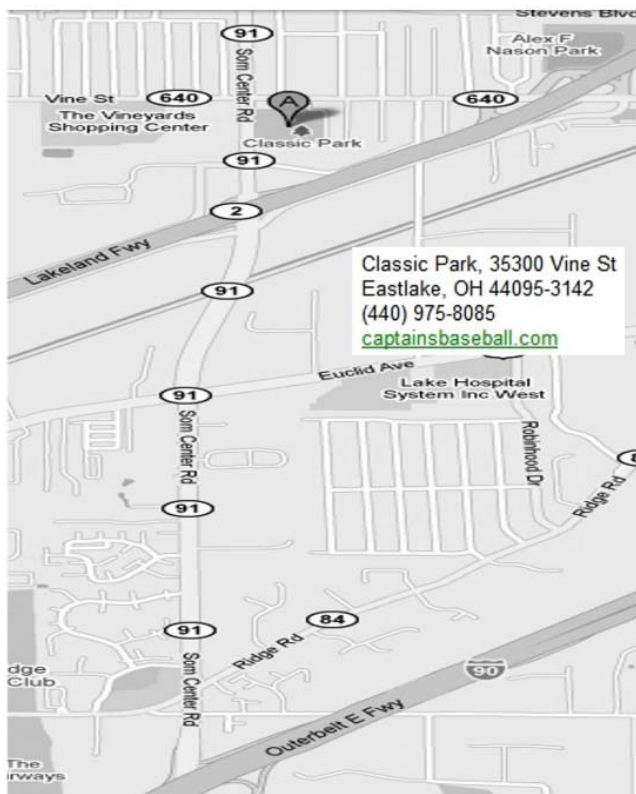 Stevens Blvd
91
Alex F
Nason Park
Som Center Rd
Vine St
640
A
640
The Vineyards
Shopping Center
Classic Park
91
2
Lakeland Fwy
91
Classic Park, 35300 Vine St
Eastlake, OH 44095-3142
(440) 975-8085
captainsbaseball.com
Euclid Ave
91
Lake Hospital
System Inc West
Som Center Rd
Robinhood Dr
8
91
Ridge Rd
84
91
Ridge Rd
Som Center Rd
90
dge
Club
Outerbelt E Fwy
The
irways